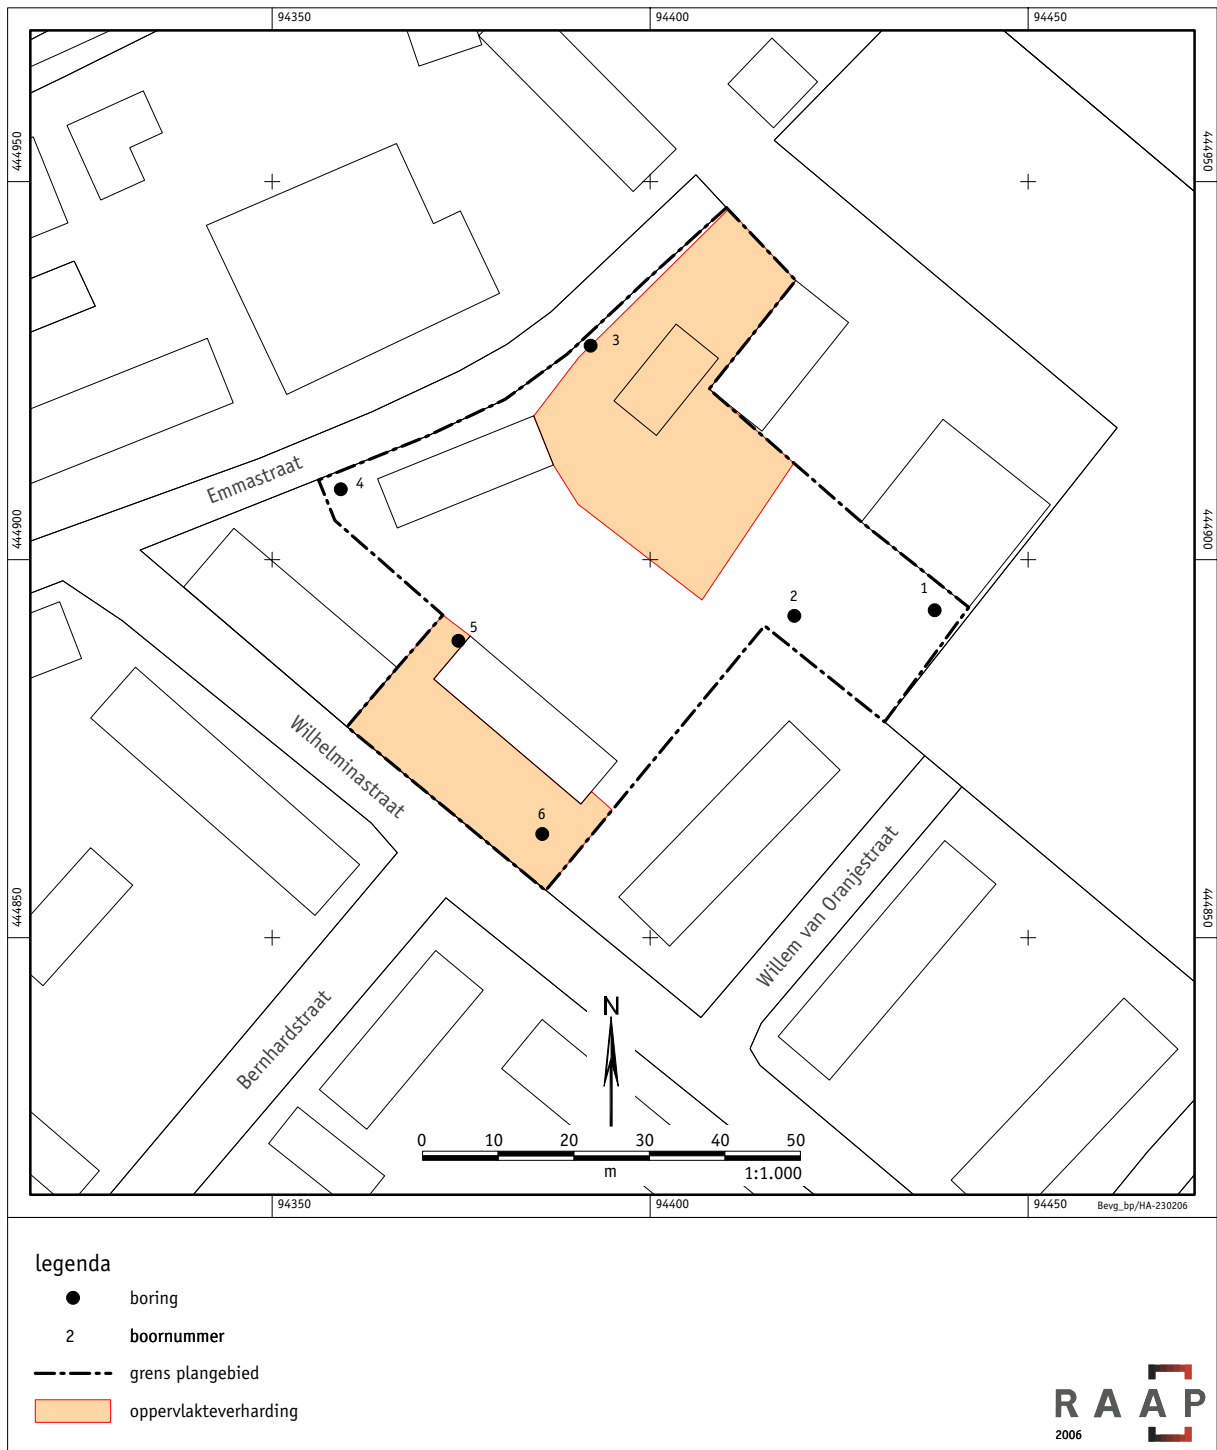 94350
94400
94450
444950
444950
3
4
Emmastraat
444900
444900
2
1
5
Wilhelminastraat
6
Willem van Oranjestraat
444850
444850
Bernhardstraat
N
0 10 20 30 40 50
m
1:1.000
94350
94400
94450
Bevg_bp/HA-230206
legenda
boring
2 boornummer
grens plangebied
oppervlakteverharding
RAAP
2006